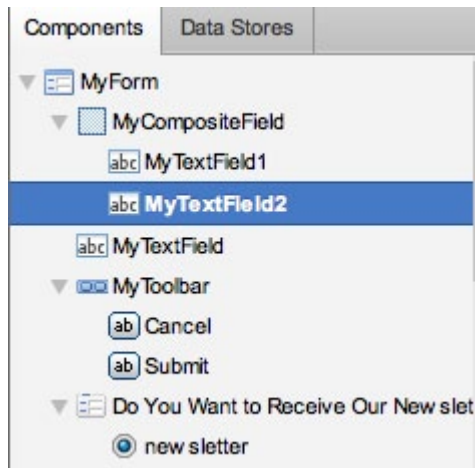 Components Data Stores
MyForm
MyCompositeField
abc MyTextField1
abc MyTextField2
abc MyTextField
MyToolbar
ab Cancel
ab Submit
Do You Want to Receive Our New slet
new sletter